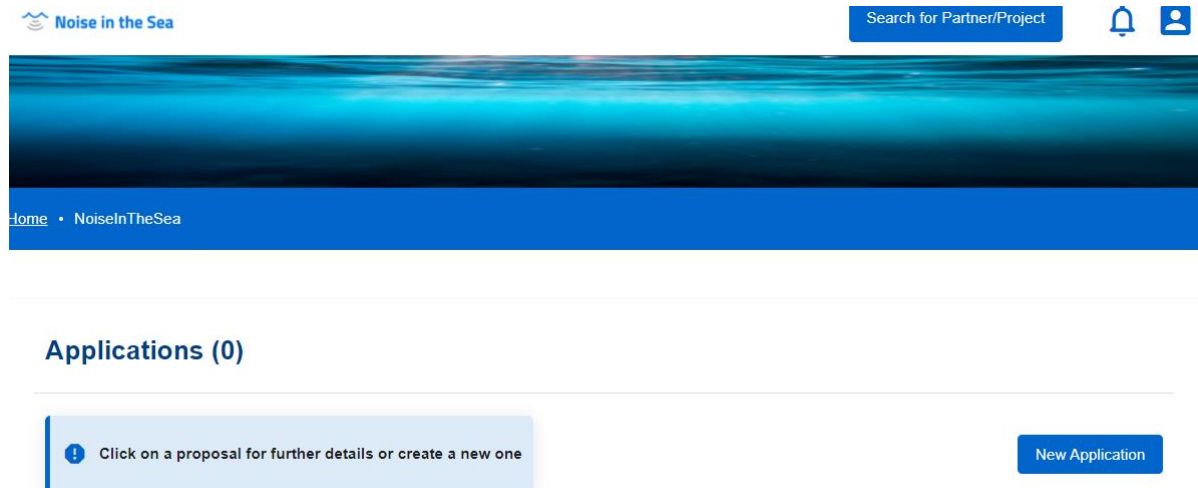 Noise in the Sea
Search for Partner/Project
Home • NoiseInTheSea
Applications (0)
Click on a proposal for further details or create a new one
New Application